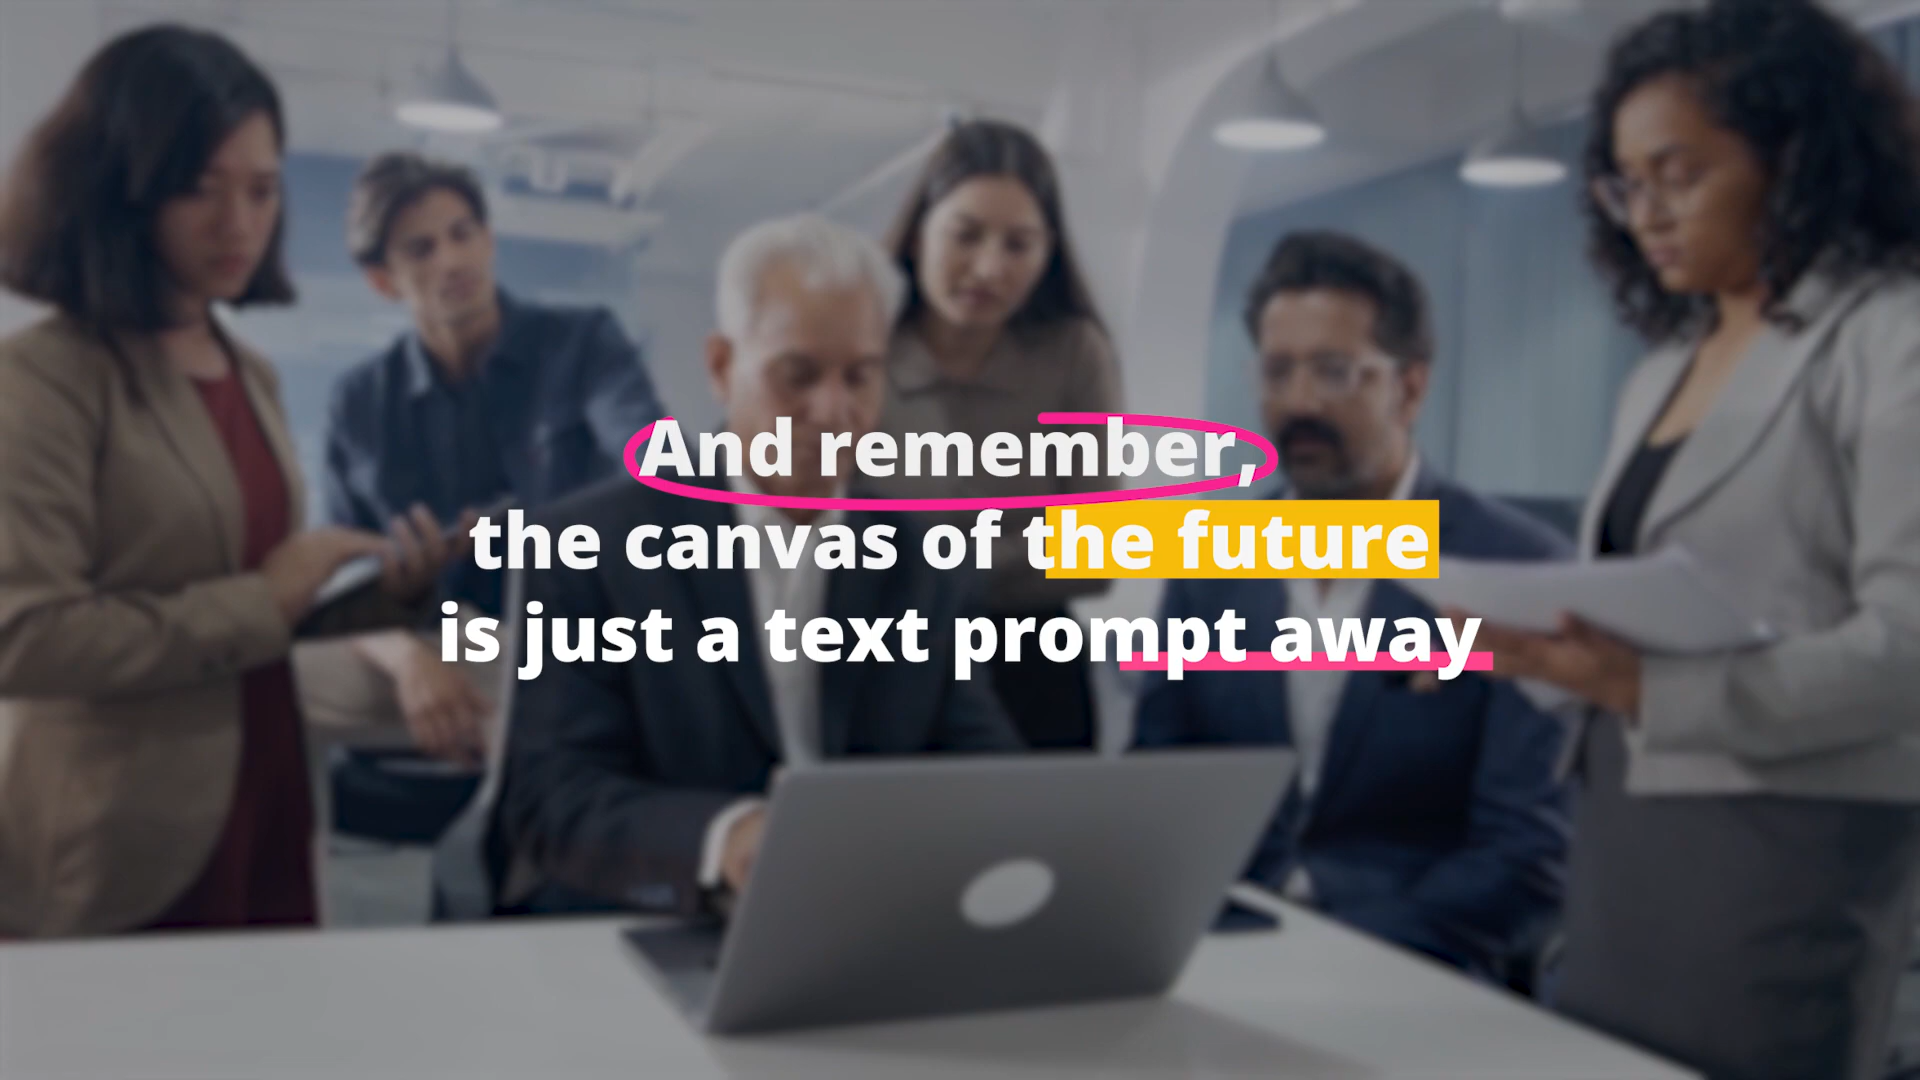 And remember,
the canvas of the future
is just a text prompt away